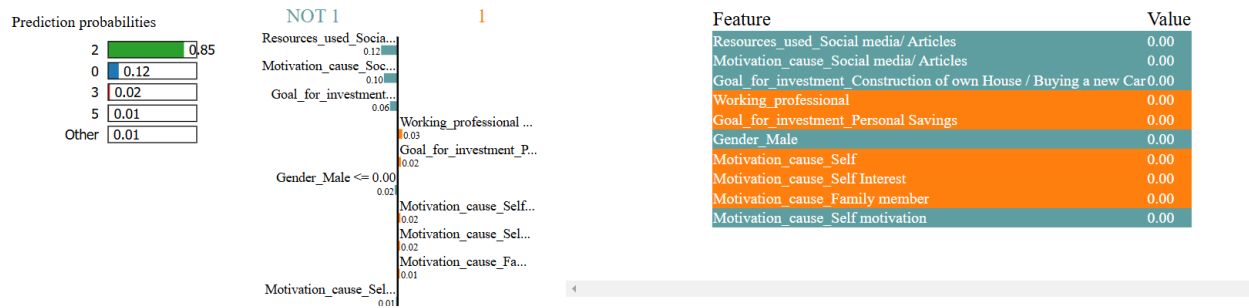 Prediction probabilities
2 0.85
0 0.12
3 0.02
5 0.01
Other 0.01
NOT 1 1
Resources_used_Socia...
0.12
Motivation_cause_Soc...
0.10
Goal_for_investment...
0.06
Working_professional ...
0.03
Goal_for_investment_P...
0.02
Gender_Male <= 0.00
0.02
Motivation_cause_Self...
0.02
Motivation_cause_Sel...
0.02
Motivation_cause_Fa...
0.01
Motivation_cause_Sel...
0.01
Feature Value
Resources_used_Social media/ Articles 0.00
Motivation_cause_Social media/ Articles 0.00
Goal_for_investment_Construction of own House / Buying a new Car 0.00
Working_professional 0.00
Goal_for_investment_Personal Savings 0.00
Gender_Male 0.00
Motivation_cause_Self 0.00
Motivation_cause_Self Interest 0.00
Motivation_cause_Family member 0.00
Motivation_cause_Self motivation 0.00